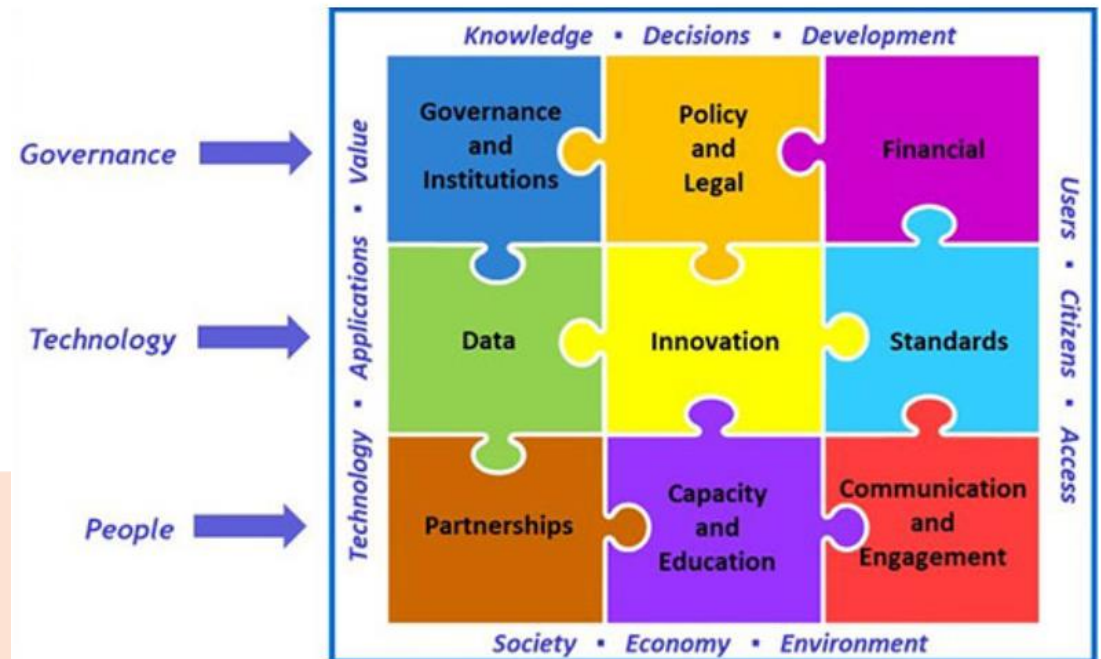 Knowledge ▪ Decisions ▪ Development
Governance
Technology ▪ Applications ▪ Value
Governance
and
Institutions
Policy
and
Legal
Financial
Users ▪ Citizens ▪ Access
Technology
Data
Innovation
Standards
People
Partnerships
Capacity
and
Education
Communication
and
Engagement
Society ▪ Economy ▪ Environment